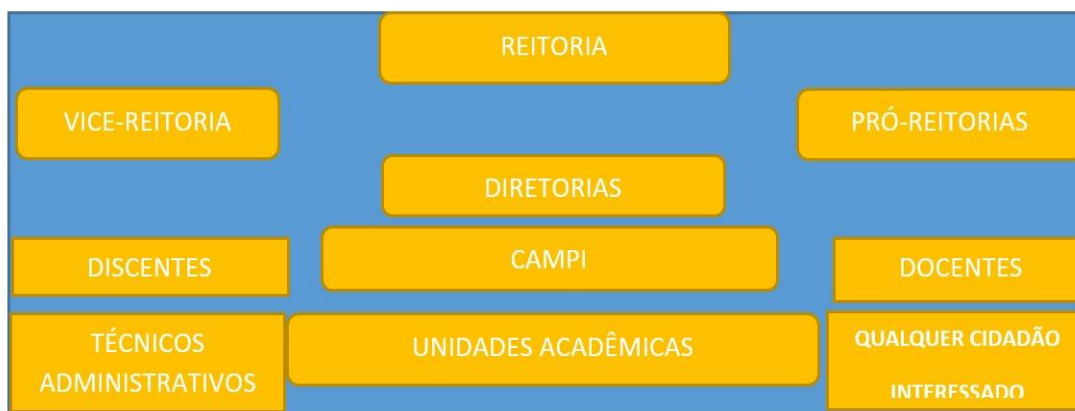 REITORIA
VICE-REITORIA
PRÓ-REITORIAS
DIRETORIAS
DISCENTES
CAMPI
DOCENTES
TÉCNICOS
ADMINISTRATIVOS
UNIDADES ACADÊMICAS
QUALQUER CIDADÃO
INTERESSADO